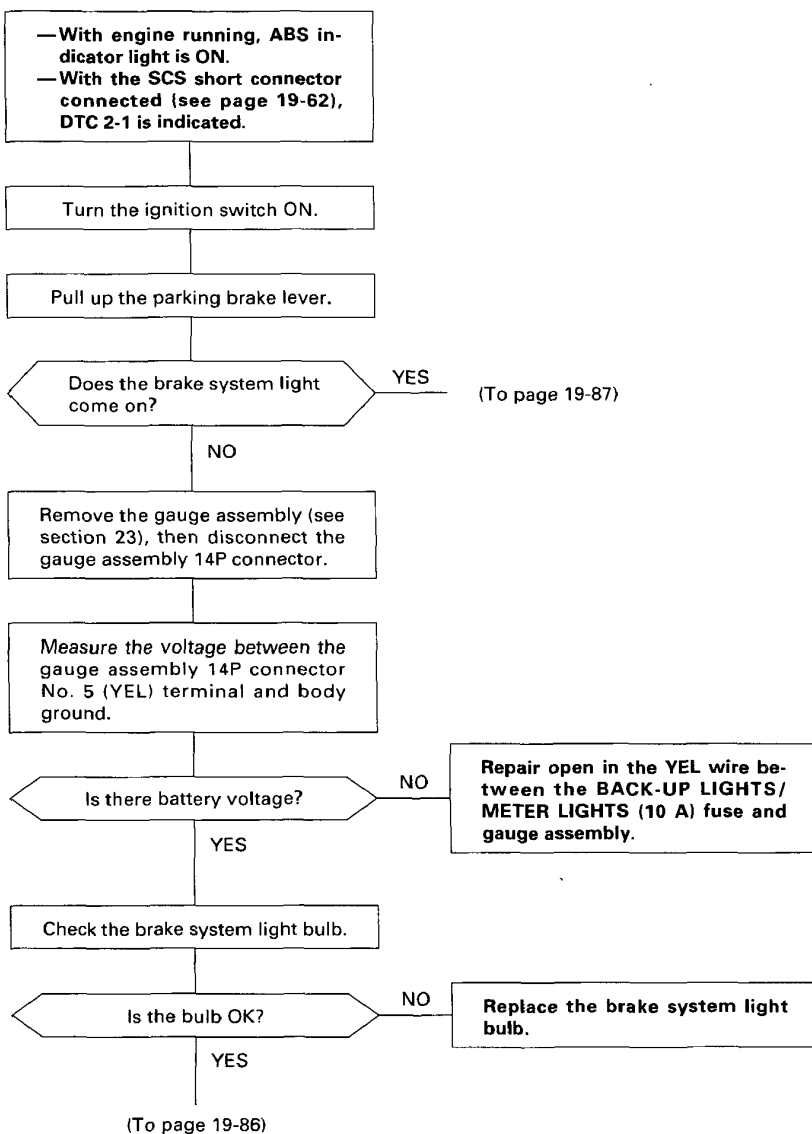 —With engine running, ABS in-
dicator light is ON.
—With the SCS short connector
connected (see page 19-62),
DTC 2-1 is indicated.
Turn the ignition switch ON.
Pull up the parking brake lever.
Does the brake system light
come on?
YES
(To page 19-87)
NO
Remove the gauge assembly (see
section 23), then disconnect the
gauge assembly 14P connector.
Measure the voltage between the
gauge assembly 14P connector
No. 5 (YEL) terminal and body
ground.
Is there battery voltage?
NO
Repair open in the YEL wire be-
tween the BACK-UP LIGHTS/
METER LIGHTS (10 A) fuse and
gauge assembly.
YES
Check the brake system light bulb.
Is the bulb OK?
NO
Replace the brake system light
bulb.
YES
(To page 19-86)